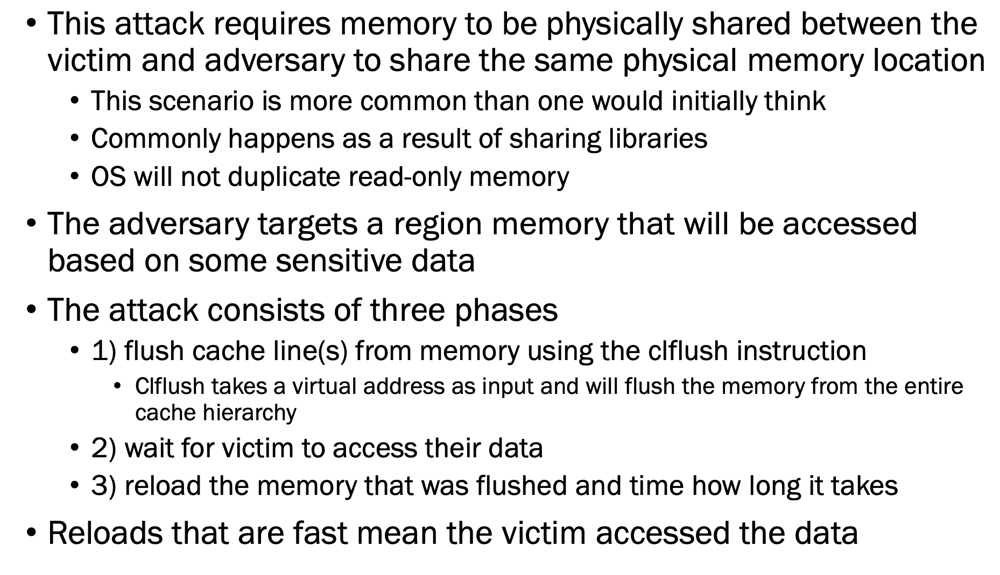 • This attack requires memory to be physically shared between the
victim and adversary to share the same physical memory location
• This scenario is more common than one would initially think
• Commonly happens as a result of sharing libraries
• OS will not duplicate read-only memory
• The adversary targets a region memory that will be accessed
based on some sensitive data
• The attack consists of three phases
• 1) flush cache line(s) from memory using the clflush instruction
• Clflush takes a virtual address as input and will flush the memory from the entire
cache hierarchy
• 2) wait for victim to access their data
• 3) reload the memory that was flushed and time how long it takes
• Reloads that are fast mean the victim accessed the data